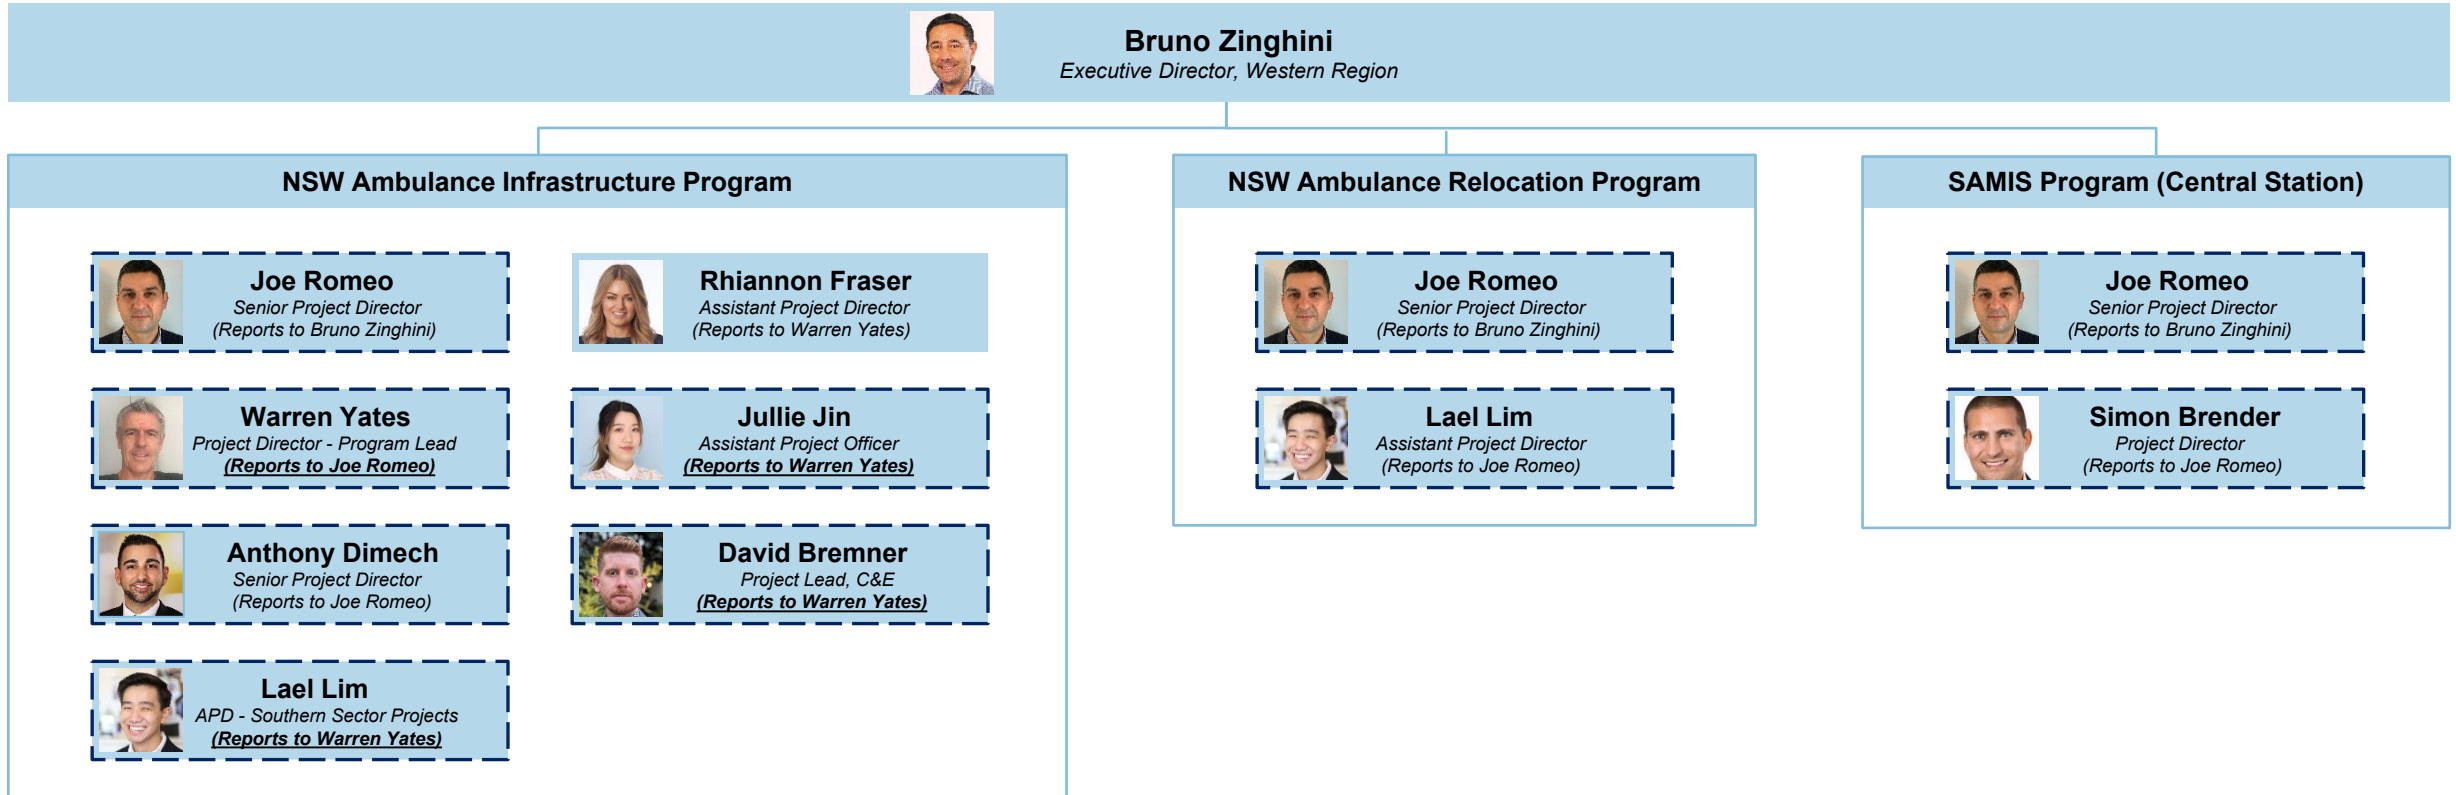 Bruno Zinghini
Executive Director, Western Region
NSW Ambulance Infrastructure Program
Joe Romeo
Senior Project Director
(Reports to Bruno Zinghini)
Rhiannon Fraser
Assistant Project Director
(Reports to Warren Yates)
Warren Yates
Project Director - Program Lead
(Reports to Joe Romeo)
Jullie Jin
Assistant Project Officer
(Reports to Warren Yates)
Anthony Dimech
Senior Project Director
(Reports to Joe Romeo)
David Bremner
Project Lead, C&E
(Reports to Warren Yates)
Lael Lim
APD - Southern Sector Projects
(Reports to Warren Yates)
NSW Ambulance Relocation Program
Joe Romeo
Senior Project Director
(Reports to Bruno Zinghini)
Lael Lim
Assistant Project Director
(Reports to Joe Romeo)
SAMIS Program (Central Station)
Joe Romeo
Senior Project Director
(Reports to Bruno Zinghini)
Simon Brender
Project Director
(Reports to Joe Romeo)